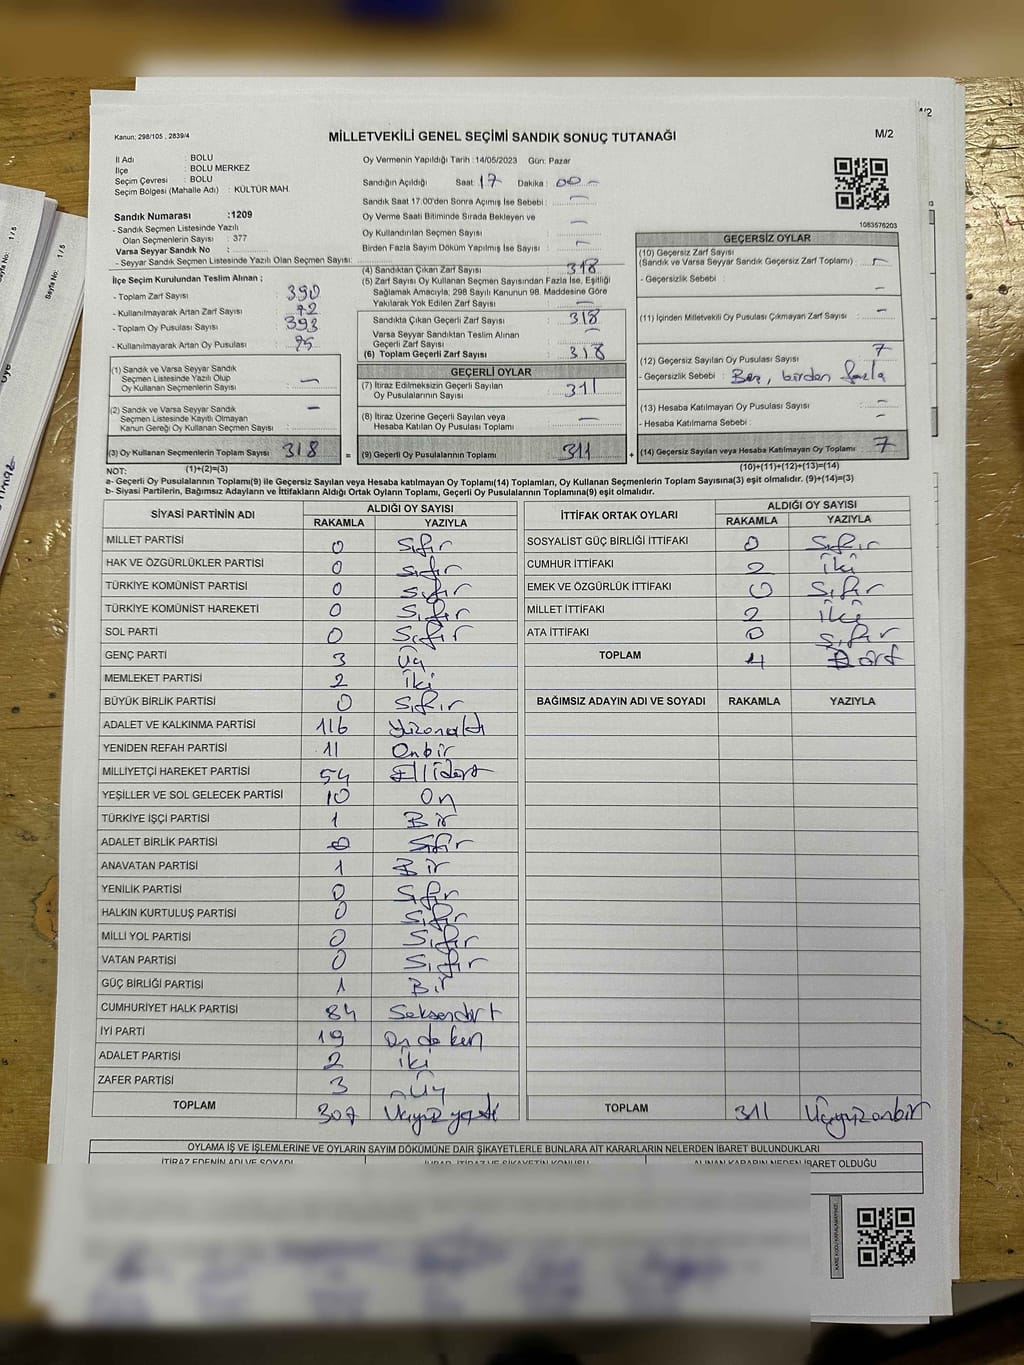 Kanun; 298/105 , 2839/4
MİLLETVEKİLİ GENEL SEÇİMİ SANDIK SONUÇ TUTANAĞI
M/2
İl Adı : BOLU
İlçe : BOLU MERKEZ
Seçim Çevresi : BOLU
Seçim Bölgesi (Mahalle Adı) : KÜLTÜR MAH.
Sandık Numarası :1209
- Sandık Seçmen Listesinde Yazılı
Olan Seçmenlerin Sayısı : 377
Varsa Seyyar Sandık No :
- Seyyar Sandık Seçmen Listesinde Yazılı Olan Seçmen Sayısı:
İlçe Seçim Kurulundan Teslim Alınan ;
- Toplam Zarf Sayısı : 390
- Kullanılmayarak Artan Zarf Sayısı : 72
- Toplam Oy Pusulası Sayısı : 393
- Kullanılmayarak Artan Oy Pusulası : 75
(1) Sandık ve Varsa Seyyar Sandık
Seçmen Listesinde Yazılı Olup
Oy Kullanan Seçmenlerin Sayısı : -
(2) Sandık ve Varsa Seyyar Sandık
Seçmen Listesinde Kayıtlı Olmayan
Kanun Gereği Oy Kullanan Seçmen Sayısı : -
(3) Oy Kullanan Seçmenlerin Toplam Sayısı : 318
Oy Vermenin Yapıldığı Tarih : 14/05/2023 Gün: Pazar
Sandığın Açıldığı Saat: 17 Dakika : 00 -
Sandık Saat 17:00'den Sonra Açımış İse Sebebi : -
Oy Verme Saati Bitiminde Sırada Bekleyen ve
Oy Kullandırılan Seçmen Sayısı : -
Birden Fazla Sayım Döküm Yapılmış İse Sayısı : -
(4) Sandıktan Çıkan Zarf Sayısı : 318
(5) Zarf Sayısı Oy Kullanan Seçmen Sayısından Fazla İse, Eşitliği
Sağlamak Amacıyla; 298 Sayılı Kanunun 98. Maddesine Göre
Yakılarak Yok Edilen Zarf Sayısı : -
Sandıkta Çıkan Geçerli Zarf Sayısı : 318
Varsa Seyyar Sandıktan Teslim Alınan
Geçerli Zarf Sayısı : -
(6) Toplam Geçerli Zarf Sayısı : 318
GEÇERLİ OYLAR
(7) İtiraz Edilmeksizin Geçerli Sayılan
Oy Pusulalarının Sayısı : 311
(8) İtiraz Üzerine Geçerli Sayılan veya
Hesaba Katılan Oy Pusulası Toplamı : -
= (9) Geçerli Oy Pusulalarının Toplamı : 311
1083576203
GEÇERSİZ OYLAR
(10) Geçersiz Zarf Sayısı
(Sandık ve Varsa Seyyar Sandık Geçersiz Zarf Toplamı) : -
- Geçersizlik Sebebi : -
(11) İçinden Milletvekili Oy Pusulası Çıkmayan Zarf Sayısı : -
(12) Geçersiz Sayılan Oy Pusulası Sayısı : 7
- Geçersizlik Sebebi : Boş, birden fazla
(13) Hesaba Katılmayan Oy Pusulası Sayısı : -
- Hesaba Katılmama Sebebi : -
+ (14) Geçersiz Sayılan veya Hesaba Katılmayan Oy Toplamı : 7
(1)+(2)=(3) (10)+(11)+(12)+(13)=(14)
NOT:
a- Geçerli Oy Pusulalarının Toplamı(9) ile Geçersiz Sayılan veya Hesaba katılmayan Oy Toplamı(14) Toplamları, Oy Kullanan Seçmenlerin Toplam Sayısına(3) eşit olmalıdır. (9)+(14)=(3)
b- Siyasi Partilerin, Bağımsız Adayların ve İttifakların Aldığı Ortak Oyların Toplamı, Geçerli Oy Pusulalarının Toplamına(9) eşit olmalıdır.
SİYASİ PARTİNİN ADI ALDIĞI OY SAYISI
RAKAMLA YAZIYLA
MİLLET PARTİSİ 0 Sıfır
HAK VE ÖZGÜRLÜKLER PARTİSİ 0 Sıfır
TÜRKİYE KOMÜNİST PARTİSİ 0 Sıfır
TÜRKİYE KOMÜNİST HAREKETİ 0 Sıfır
SOL PARTİ 0 Sıfır
GENÇ PARTİ 3 Üç
MEMLEKET PARTİSİ 2 İki
BÜYÜK BİRLİK PARTİSİ 0 Sıfır
ADALET VE KALKINMA PARTİSİ 116 Yüzonaltı
YENİDEN REFAH PARTİSİ 11 Onbir
MİLLİYETÇİ HAREKET PARTİSİ 54 Ellidört
YEŞİLLER VE SOL GELECEK PARTİSİ 10 On
TÜRKİYE İŞÇİ PARTİSİ 1 Bir
ADALET BİRLİK PARTİSİ 0 Sıfır
ANAVATAN PARTİSİ 1 Bir
YENİLİK PARTİSİ 0 Sıfır
HALKIN KURTULUŞ PARTİSİ 0 Sıfır
MİLLİ YOL PARTİSİ 0 Sıfır
VATAN PARTİSİ 0 Sıfır
GÜÇ BİRLİĞİ PARTİSİ 1 Bir
CUMHURİYET HALK PARTİSİ 84 Seksendört
İYİ PARTİ 19 Ondokuz
ADALET PARTİSİ 2 İki
ZAFER PARTİSİ 3 Üç
TOPLAM 307 Üçyüzyedi
İTTİFAK ORTAK OYLARI ALDIĞI OY SAYISI
RAKAMLA YAZIYLA
SOSYALİST GÜÇ BİRLİĞİ İTTİFAKI 0 Sıfır
CUMHUR İTTİFAKI 2 İki
EMEK VE ÖZGÜRLÜK İTTİFAKI 0 Sıfır
MİLLET İTTİFAKI 2 İki
ATA İTTİFAKI 0 Sıfır
TOPLAM 4 Dört
BAĞIMSIZ ADAYIN ADI VE SOYADI RAKAMLA YAZIYLA
TOPLAM 311 Üçyüzonbir
OYLAMA İŞ VE İŞLEMLERİNE VE OYLARIN SAYIM DÖKÜMÜNE DAİR ŞİKAYETLERLE BUNLARA AİT KARARLARIN NELERDEN İBARET BULUNDUKLARI
İTİRAZ EDENİN ADI VE SOYADI
ALINAN KARARIN NEDEN İBARET OLDUĞU
Sayfa No: 1/5
Sayfa No: 1/5